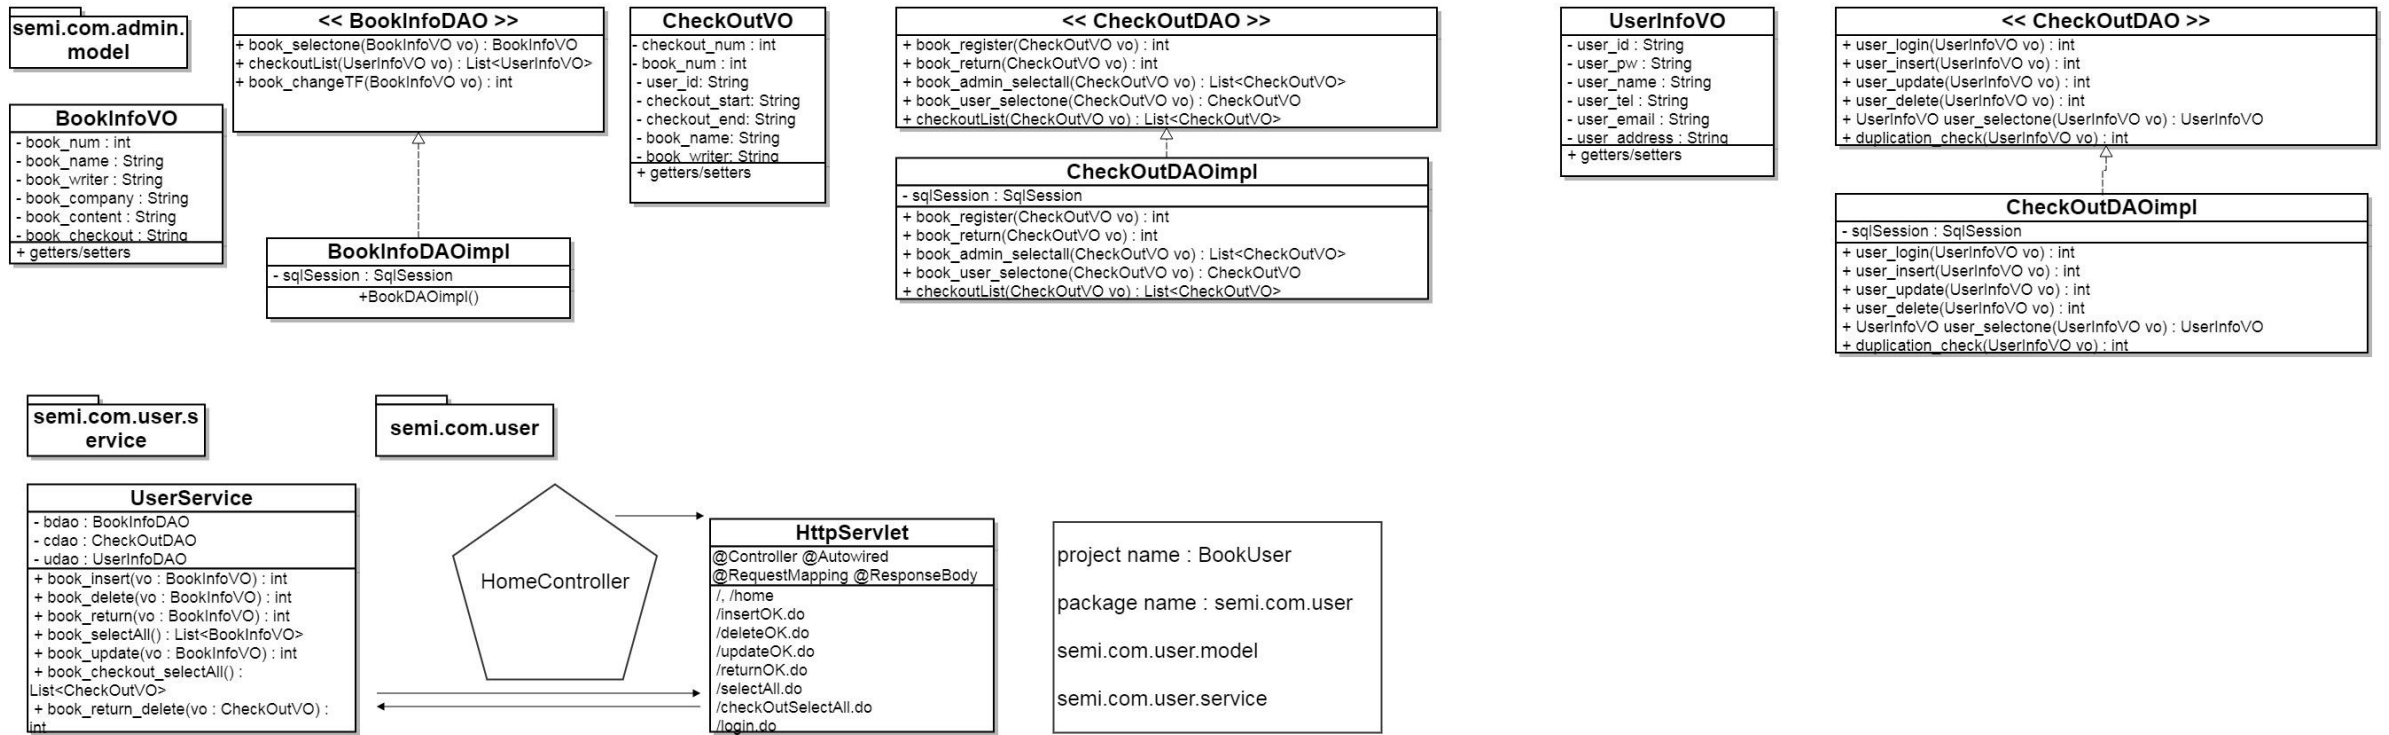 semi.com.admin.
model
BookInfoVO
- book_num : int
- book_name : String
- book_writer : String
- book_company : String
- book_content : String
- book_checkout : String
+ getters/setters
<< BookInfoDAO >>
+ book_selectone(BookInfoVO vo) : BookInfoVO
+ checkoutList(UserInfoVO vo) : List<UserInfoVO>
+ book_changeTF(BookInfoVO vo) : int
BookInfoDAOimpl
- sqlSession : SqlSession
+BookDAOimpl()
CheckOutVO
- checkout_num : int
- book_num : int
- user_id: String
- checkout_start: String
- checkout_end: String
- book_name: String
- book_writer: String
+ getters/setters
<< CheckOutDAO >>
+ book_register(CheckOutVO vo) : int
+ book_return(CheckOutVO vo) : int
+ book_admin_selectall(CheckOutVO vo) : List<CheckOutVO>
+ book_user_selectone(CheckOutVO vo) : CheckOutVO
+ checkoutList(CheckOutVO vo) : List<CheckOutVO>
CheckOutDAOimpl
- sqlSession : SqlSession
+ book_register(CheckOutVO vo) : int
+ book_return(CheckOutVO vo) : int
+ book_admin_selectall(CheckOutVO vo) : List<CheckOutVO>
+ book_user_selectone(CheckOutVO vo) : CheckOutVO
+ checkoutList(CheckOutVO vo) : List<CheckOutVO>
UserInfoVO
- user_id : String
- user_pw : String
- user_name : String
- user_tel : String
- user_email : String
- user_address : String
+ getters/setters
<< CheckOutDAO >>
+ user_login(UserInfoVO vo) : int
+ user_insert(UserInfoVO vo) : int
+ user_update(UserInfoVO vo) : int
+ user_delete(UserInfoVO vo) : int
+ UserInfoVO user_selectone(UserInfoVO vo) : UserInfoVO
+ duplication_check(UserInfoVO vo) : int
CheckOutDAOimpl
- sqlSession : SqlSession
+ user_login(UserInfoVO vo) : int
+ user_insert(UserInfoVO vo) : int
+ user_update(UserInfoVO vo) : int
+ user_delete(UserInfoVO vo) : int
+ UserInfoVO user_selectone(UserInfoVO vo) : UserInfoVO
+ duplication_check(UserInfoVO vo) : int
semi.com.user.s
ervice
semi.com.user
UserService
- bdao : BookInfoDAO
- cdao : CheckOutDAO
- udao : UserInfoDAO
+ book_insert(vo : BookInfoVO) : int
+ book_delete(vo : BookInfoVO) : int
+ book_return(vo : BookInfoVO) : int
+ book_selectAll() : List<BookInfoVO>
+ book_update(vo : BookInfoVO) : int
+ book_checkout_selectAll() :
List<CheckOutVO>
+ book_return_delete(vo : CheckOutVO) :
int
HomeController
HttpServlet
@Controller @Autowired
@RequestMapping @ResponseBody
/, /home
/insertOK.do
/deleteOK.do
/updateOK.do
/returnOK.do
/selectAll.do
/checkOutSelectAll.do
/login.do
project name : BookUser
package name : semi.com.user
semi.com.user.model
semi.com.user.service